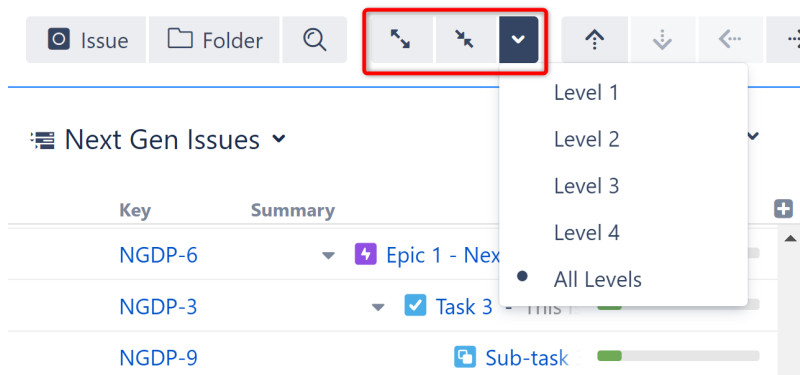 Issue Folder
Level 1
Level 2
Level 3
Level 4
All Levels
Next Gen Issues
Key Summary
NGDP-6 Epic 1 - Nex
NGDP-3 Task 3 - This
NGDP-9 Sub-task